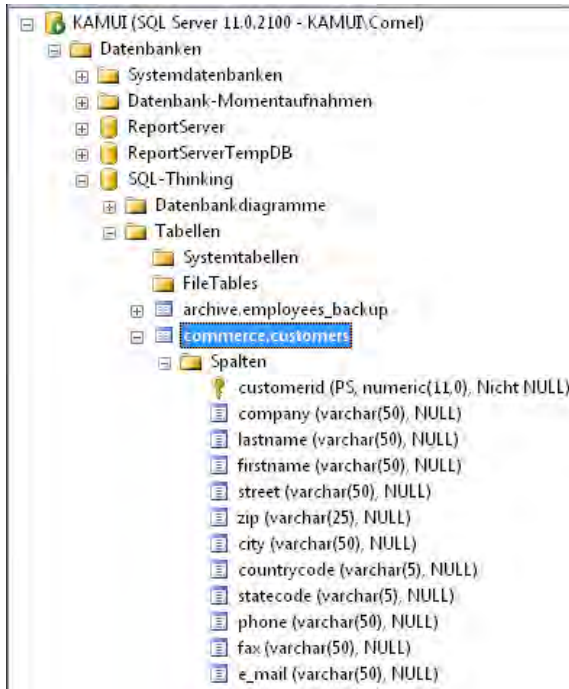 KAMUI (SQL Server 11.0.2100 - KAMUI\Cornel)
Datenbanken
Systemdatenbanken
Datenbank-Momentaufnahmen
ReportServer
ReportServerTempDB
SQL-Thinking
Datenbankdiagramme
Tabellen
Systemtabellen
FileTables
archive.employees_backup
commerce.customers
Spalten
customerid (PS, numeric(11,0), Nicht NULL)
company (varchar(50), NULL)
lastname (varchar(50), NULL)
firstname (varchar(50), NULL)
street (varchar(50), NULL)
zip (varchar(25), NULL)
city (varchar(50), NULL)
countrycode (varchar(5), NULL)
statecode (varchar(5), NULL)
phone (varchar(50), NULL)
fax (varchar(50), NULL)
e_mail (varchar(50), NULL)